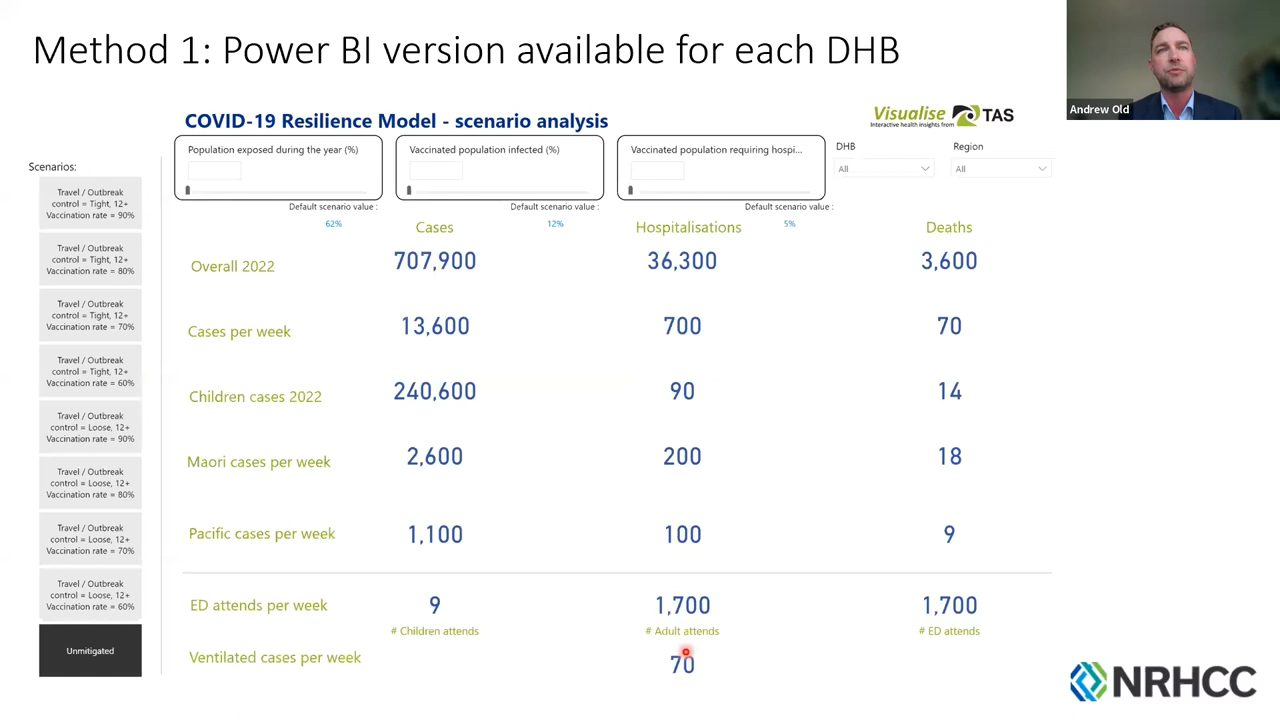 Method 1: Power BI version available for each DHB
Andrew Old
COVID-19 Resilience Model - scenario analysis
Visualise
Interactive health insights from
TAS
Scenarios:
Travel / Outbreak
control = Tight, 12+
Vaccination rate = 90%
Travel / Outbreak
control = Tight, 12+
Vaccination rate = 80%
Travel / Outbreak
control = Tight, 12+
Vaccination rate = 70%
Travel / Outbreak
control = Tight, 12+
Vaccination rate = 60%
Travel / Outbreak
control = Loose, 12+
Vaccination rate = 90%
Travel / Outbreak
control = Loose, 12+
Vaccination rate = 80%
Travel / Outbreak
control = Loose, 12+
Vaccination rate = 70%
Travel / Outbreak
control = Loose, 12+
Vaccination rate = 60%
Unmitigated
Population exposed during the year (%)
Vaccinated population infected (%)
Vaccinated population requiring hospi...
DHB
Region
All
All
Default scenario value :
Default scenario value :
Default scenario value :
62%
12%
5%
Cases
Hospitalisations
Deaths
Overall 2022
707,900
36,300
3,600
Cases per week
13,600
700
70
Children cases 2022
240,600
90
14
Maori cases per week
2,600
200
18
Pacific cases per week
1,100
100
9
ED attends per week
9
1,700
1,700
# Children attends
# Adult attends
# ED attends
Ventilated cases per week
70
NRHCC